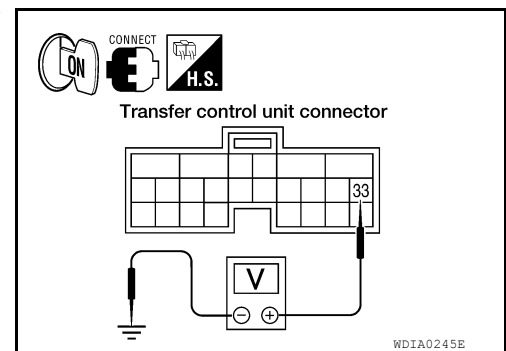 CONNECT
ON
H.S.
Transfer control unit connector
33
V
− +
WDIA0245E